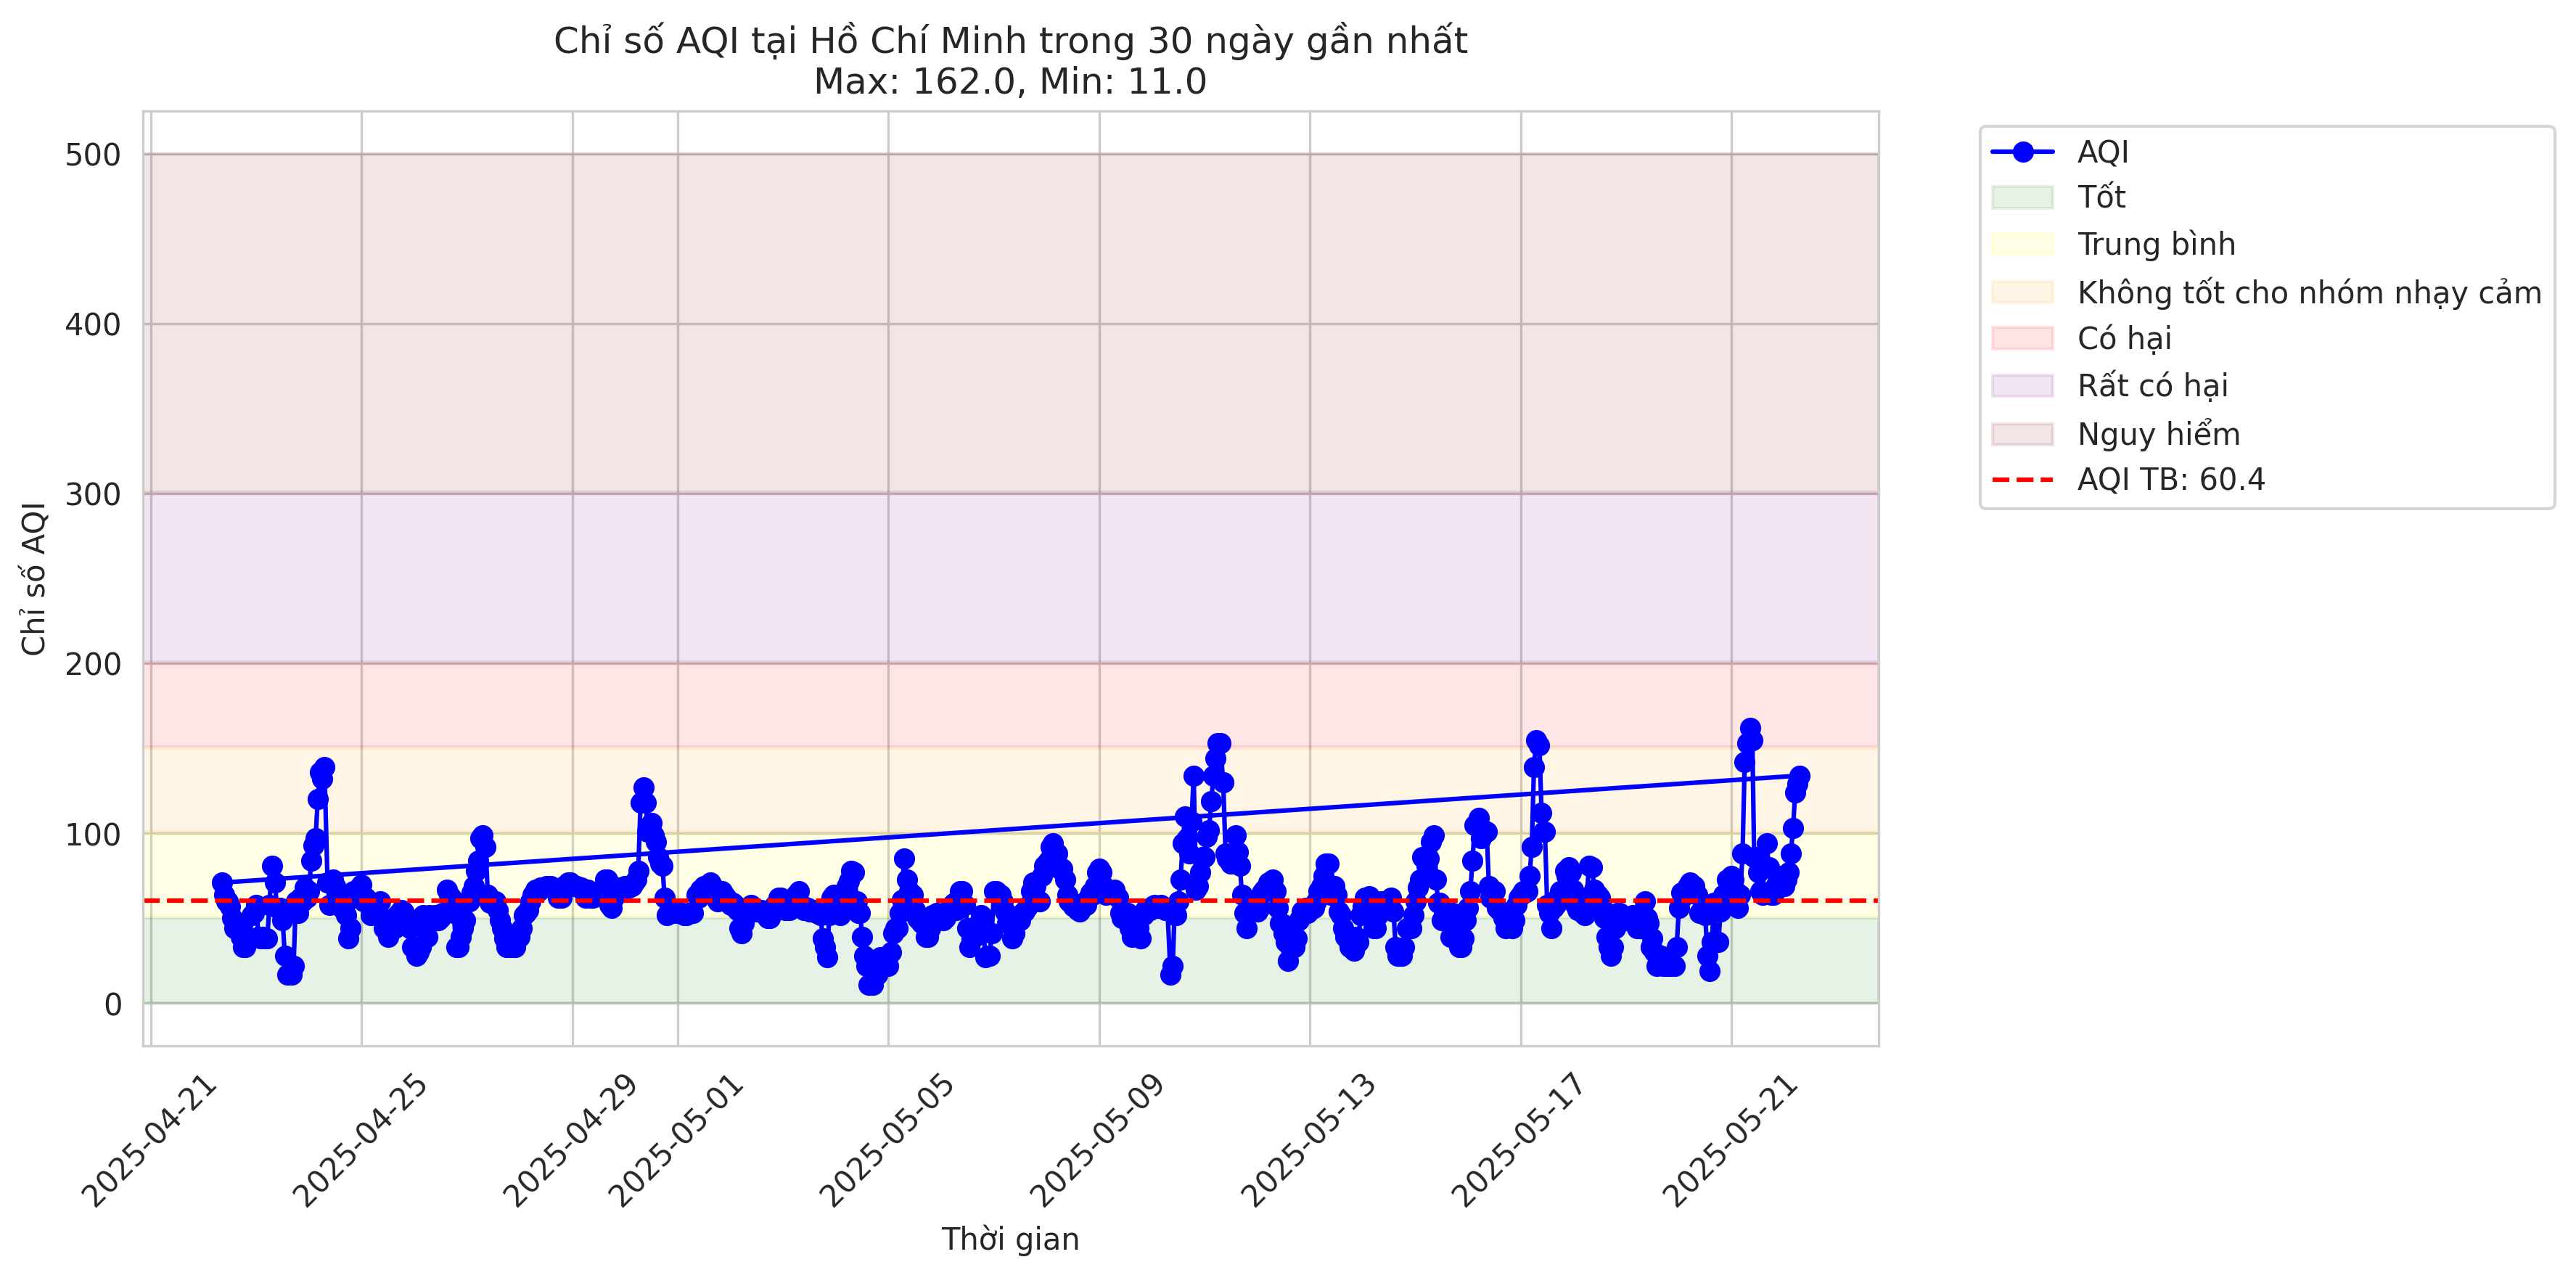 Chỉ số AQI tại Hồ Chí Minh trong 30 ngày gần nhất
Max: 162.0, Min: 11.0
Chỉ số AQI
500
400
300
200
100
0
2025-04-21
2025-04-25
2025-04-29
2025-05-01
2025-05-05
2025-05-09
2025-05-13
2025-05-17
2025-05-21
Thời gian
AQI
Tốt
Trung bình
Không tốt cho nhóm nhạy cảm
Có hại
Rất có hại
Nguy hiểm
AQI TB: 60.4